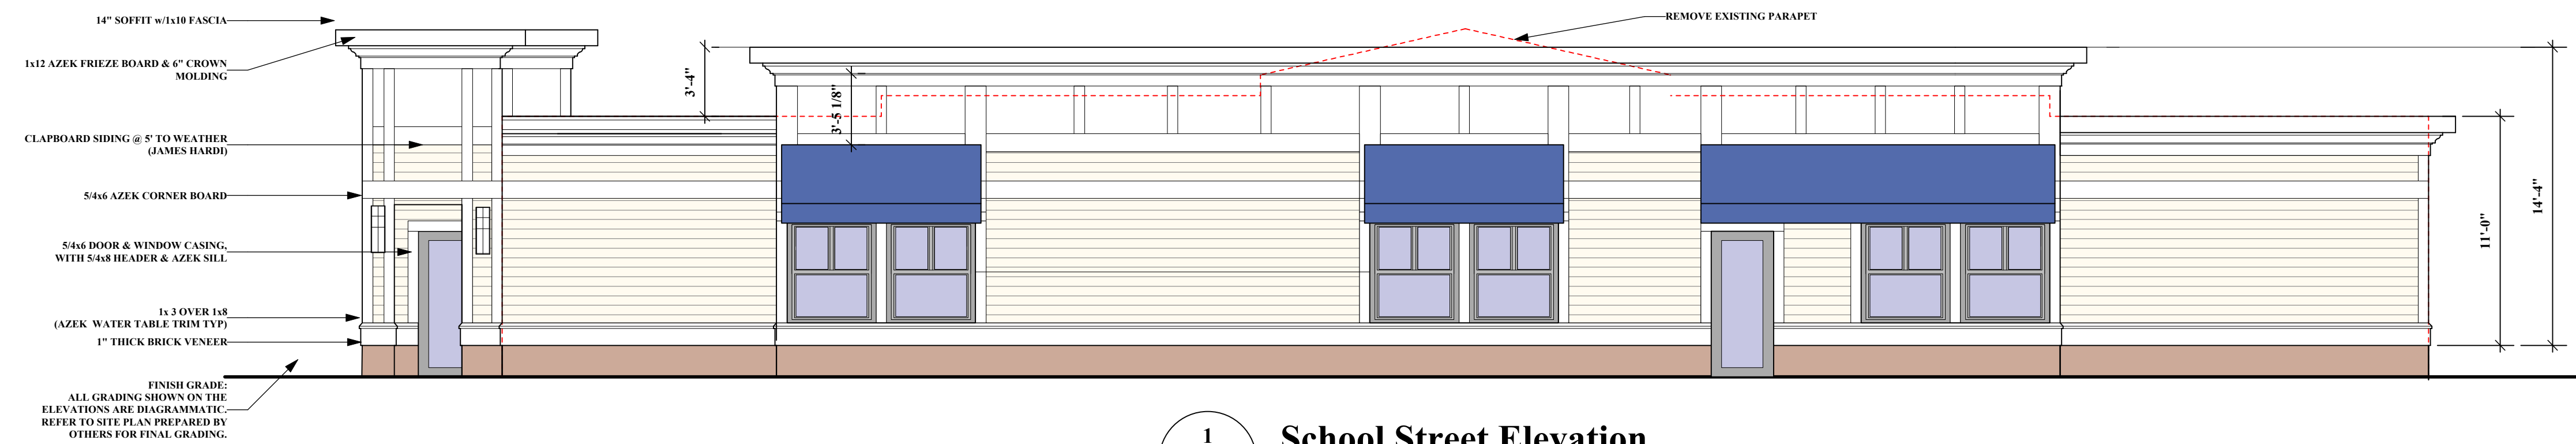 14" SOFFIT w/1x10 FASCIA
1x12 AZEK FRIEZE BOARD & 6" CROWN
MOLDING
CLAPBOARD SIDING @ 5' TO WEATHER
(JAMES HARDI)
5/4x6 AZEK CORNER BOARD
5/4x6 DOOR & WINDOW CASING,
WITH 5/4x8 HEADER & AZEK SILL
1x 3 OVER 1x8
(AZEK WATER TABLE TRIM TYP)
1" THICK BRICK VENEER
FINISH GRADE:
ALL GRADING SHOWN ON THE
ELEVATIONS ARE DIAGRAMMATIC.
REFER TO SITE PLAN PREPARED BY
OTHERS FOR FINAL GRADING.
3'-4"
3'-5 1/8"
REMOVE EXISTING PARAPET
11'-0"
14'-4"
1
School Street Elevation